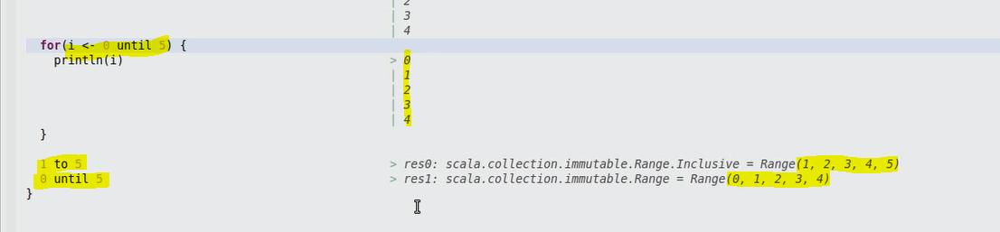 | 2
| 3
| 4
for(i <- 0 until 5) {
println(i) > 0
| 1
| 2
| 3
| 4
}
1 to 5 > res0: scala.collection.immutable.Range.Inclusive = Range(1, 2, 3, 4, 5)
0 until 5 > res1: scala.collection.immutable.Range = Range(0, 1, 2, 3, 4)
}